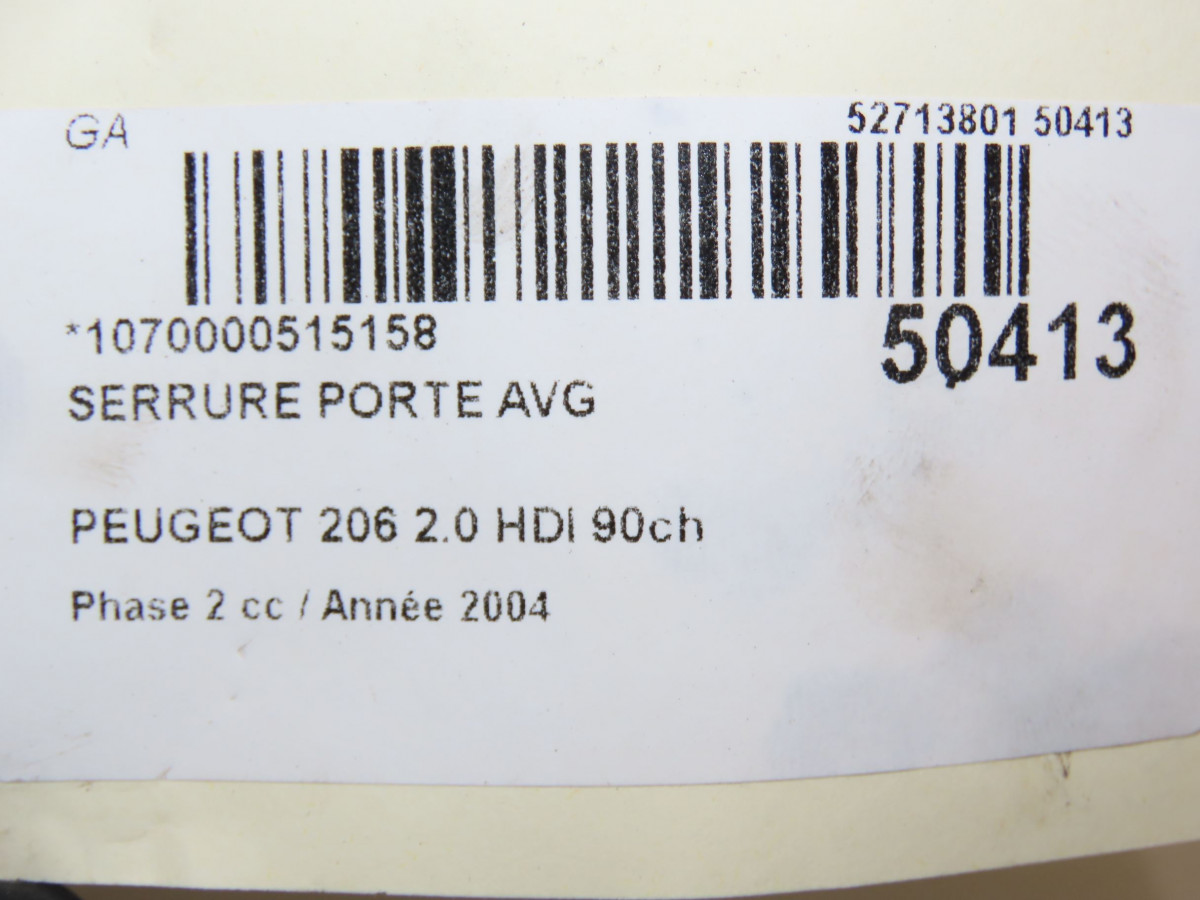 GA
52713801 50413
*1070000515158
50413
SERRURE PORTE AVG
PEUGEOT 206 2.0 HDI 90ch
Phase 2 cc / Année 2004